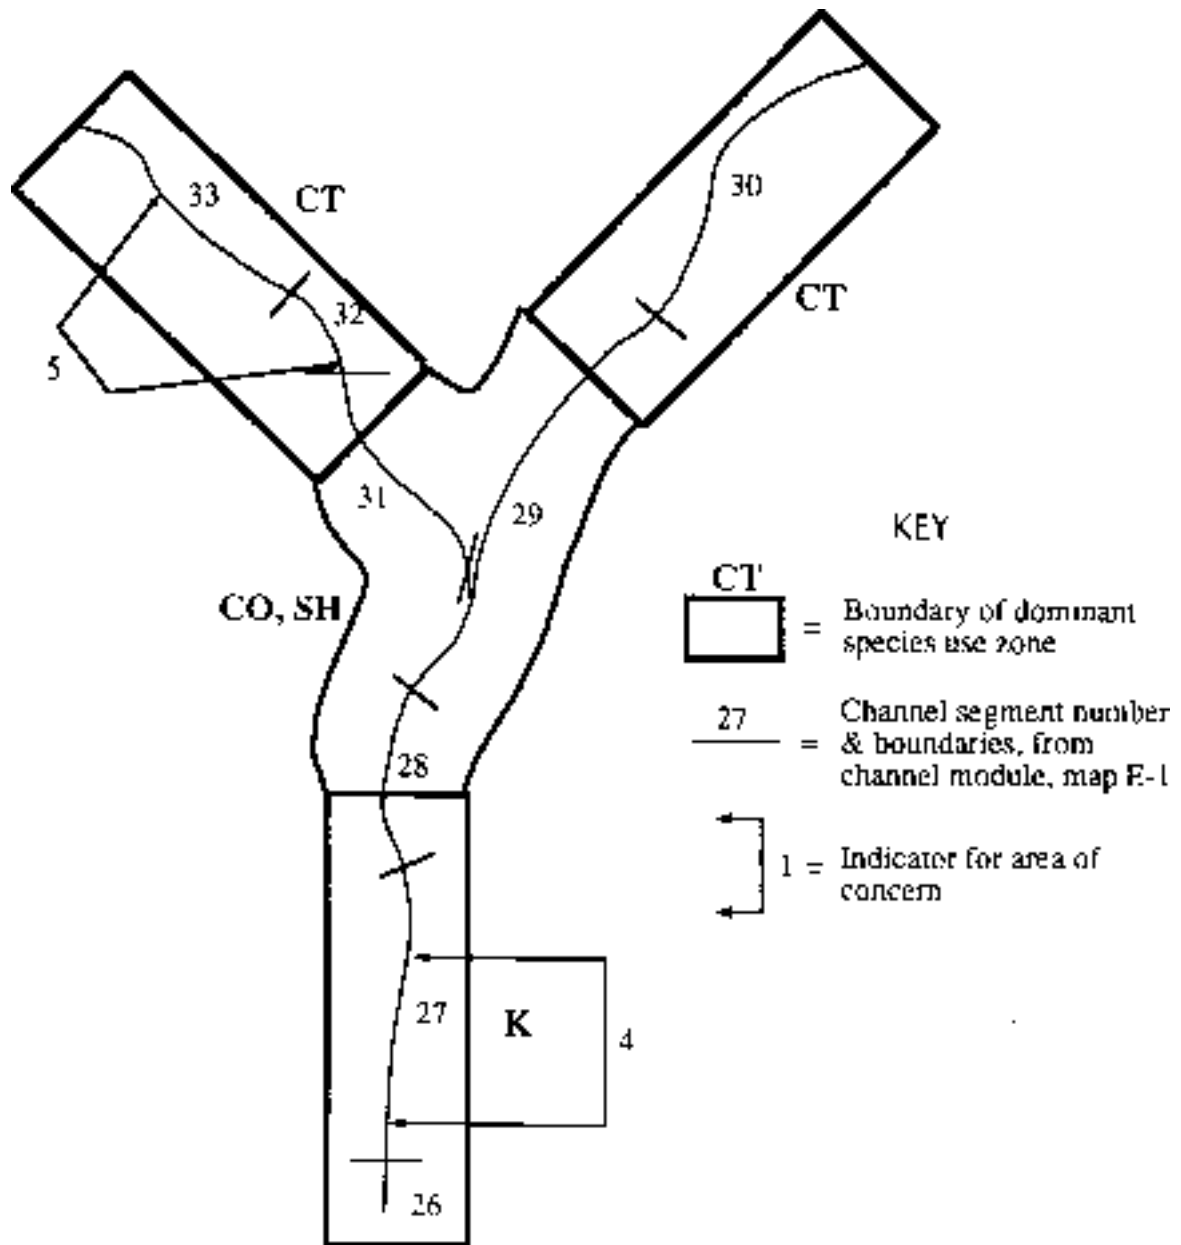 33
CT
30
32
CT
5
31
29
KEY
CO, SH
CT
= Boundary of dominant
species use zone
27
= Channel segment number
& boundaries, from
channel module, map E-1
28
1 = Indicator for area of
concern
27
K
4
26